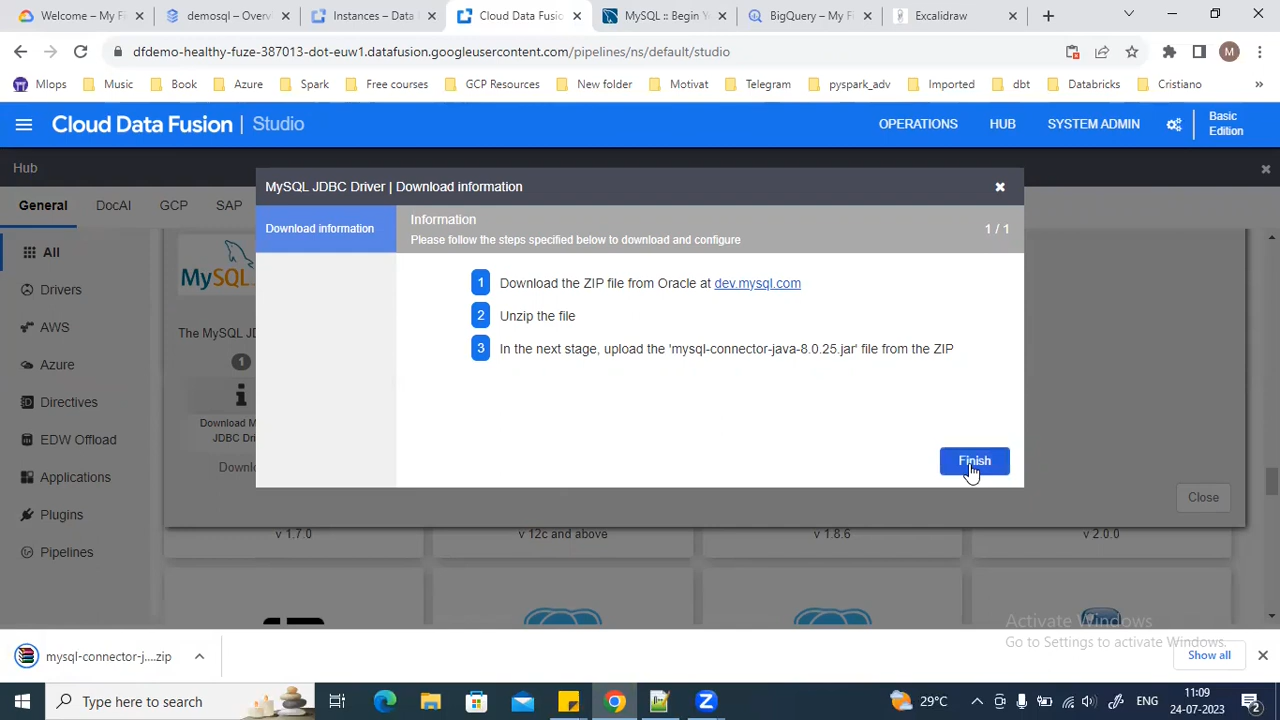 Welcome – My Fi
demosql – Overv
Instances – Data
Cloud Data Fusio
MySQL :: Begin Y
BigQuery – My F
Excalidraw
dfdemo-healthy-fuze-387013-dot-euw1.datafusion.googleusercontent.com/pipelines/ns/default/studio
M
Mlops
Music
Book
Azure
Spark
Free courses
GCP Resources
New folder
Motivat
Telegram
pyspark_adv
Imported
dbt
Databricks
Cristiano
»
Cloud Data Fusion | Studio
OPERATIONS
HUB
SYSTEM ADMIN
Basic
Edition
Hub
General
DocAI
GCP
SAP
All
Drivers
AWS
Azure
Directives
EDW Offload
Applications
Plugins
Pipelines
MySQL
The MySQL JD
1
Download M
JDBC Dri
Downlo
MySQL JDBC Driver | Download information
Download information
Information
Please follow the steps specified below to download and configure
1 / 1
1 Download the ZIP file from Oracle at dev.mysql.com
2 Unzip the file
3 In the next stage, upload the 'mysql-connector-java-8.0.25.jar' file from the ZIP
Finish
Close
v 1.7.0
v 12c and above
v 1.8.6
v 2.0.0
Activate Windows
Go to Settings to activate Windows.
mysql-connector-j....zip
Show all
Type here to search
29°C
ENG
11:09
24-07-2023
2